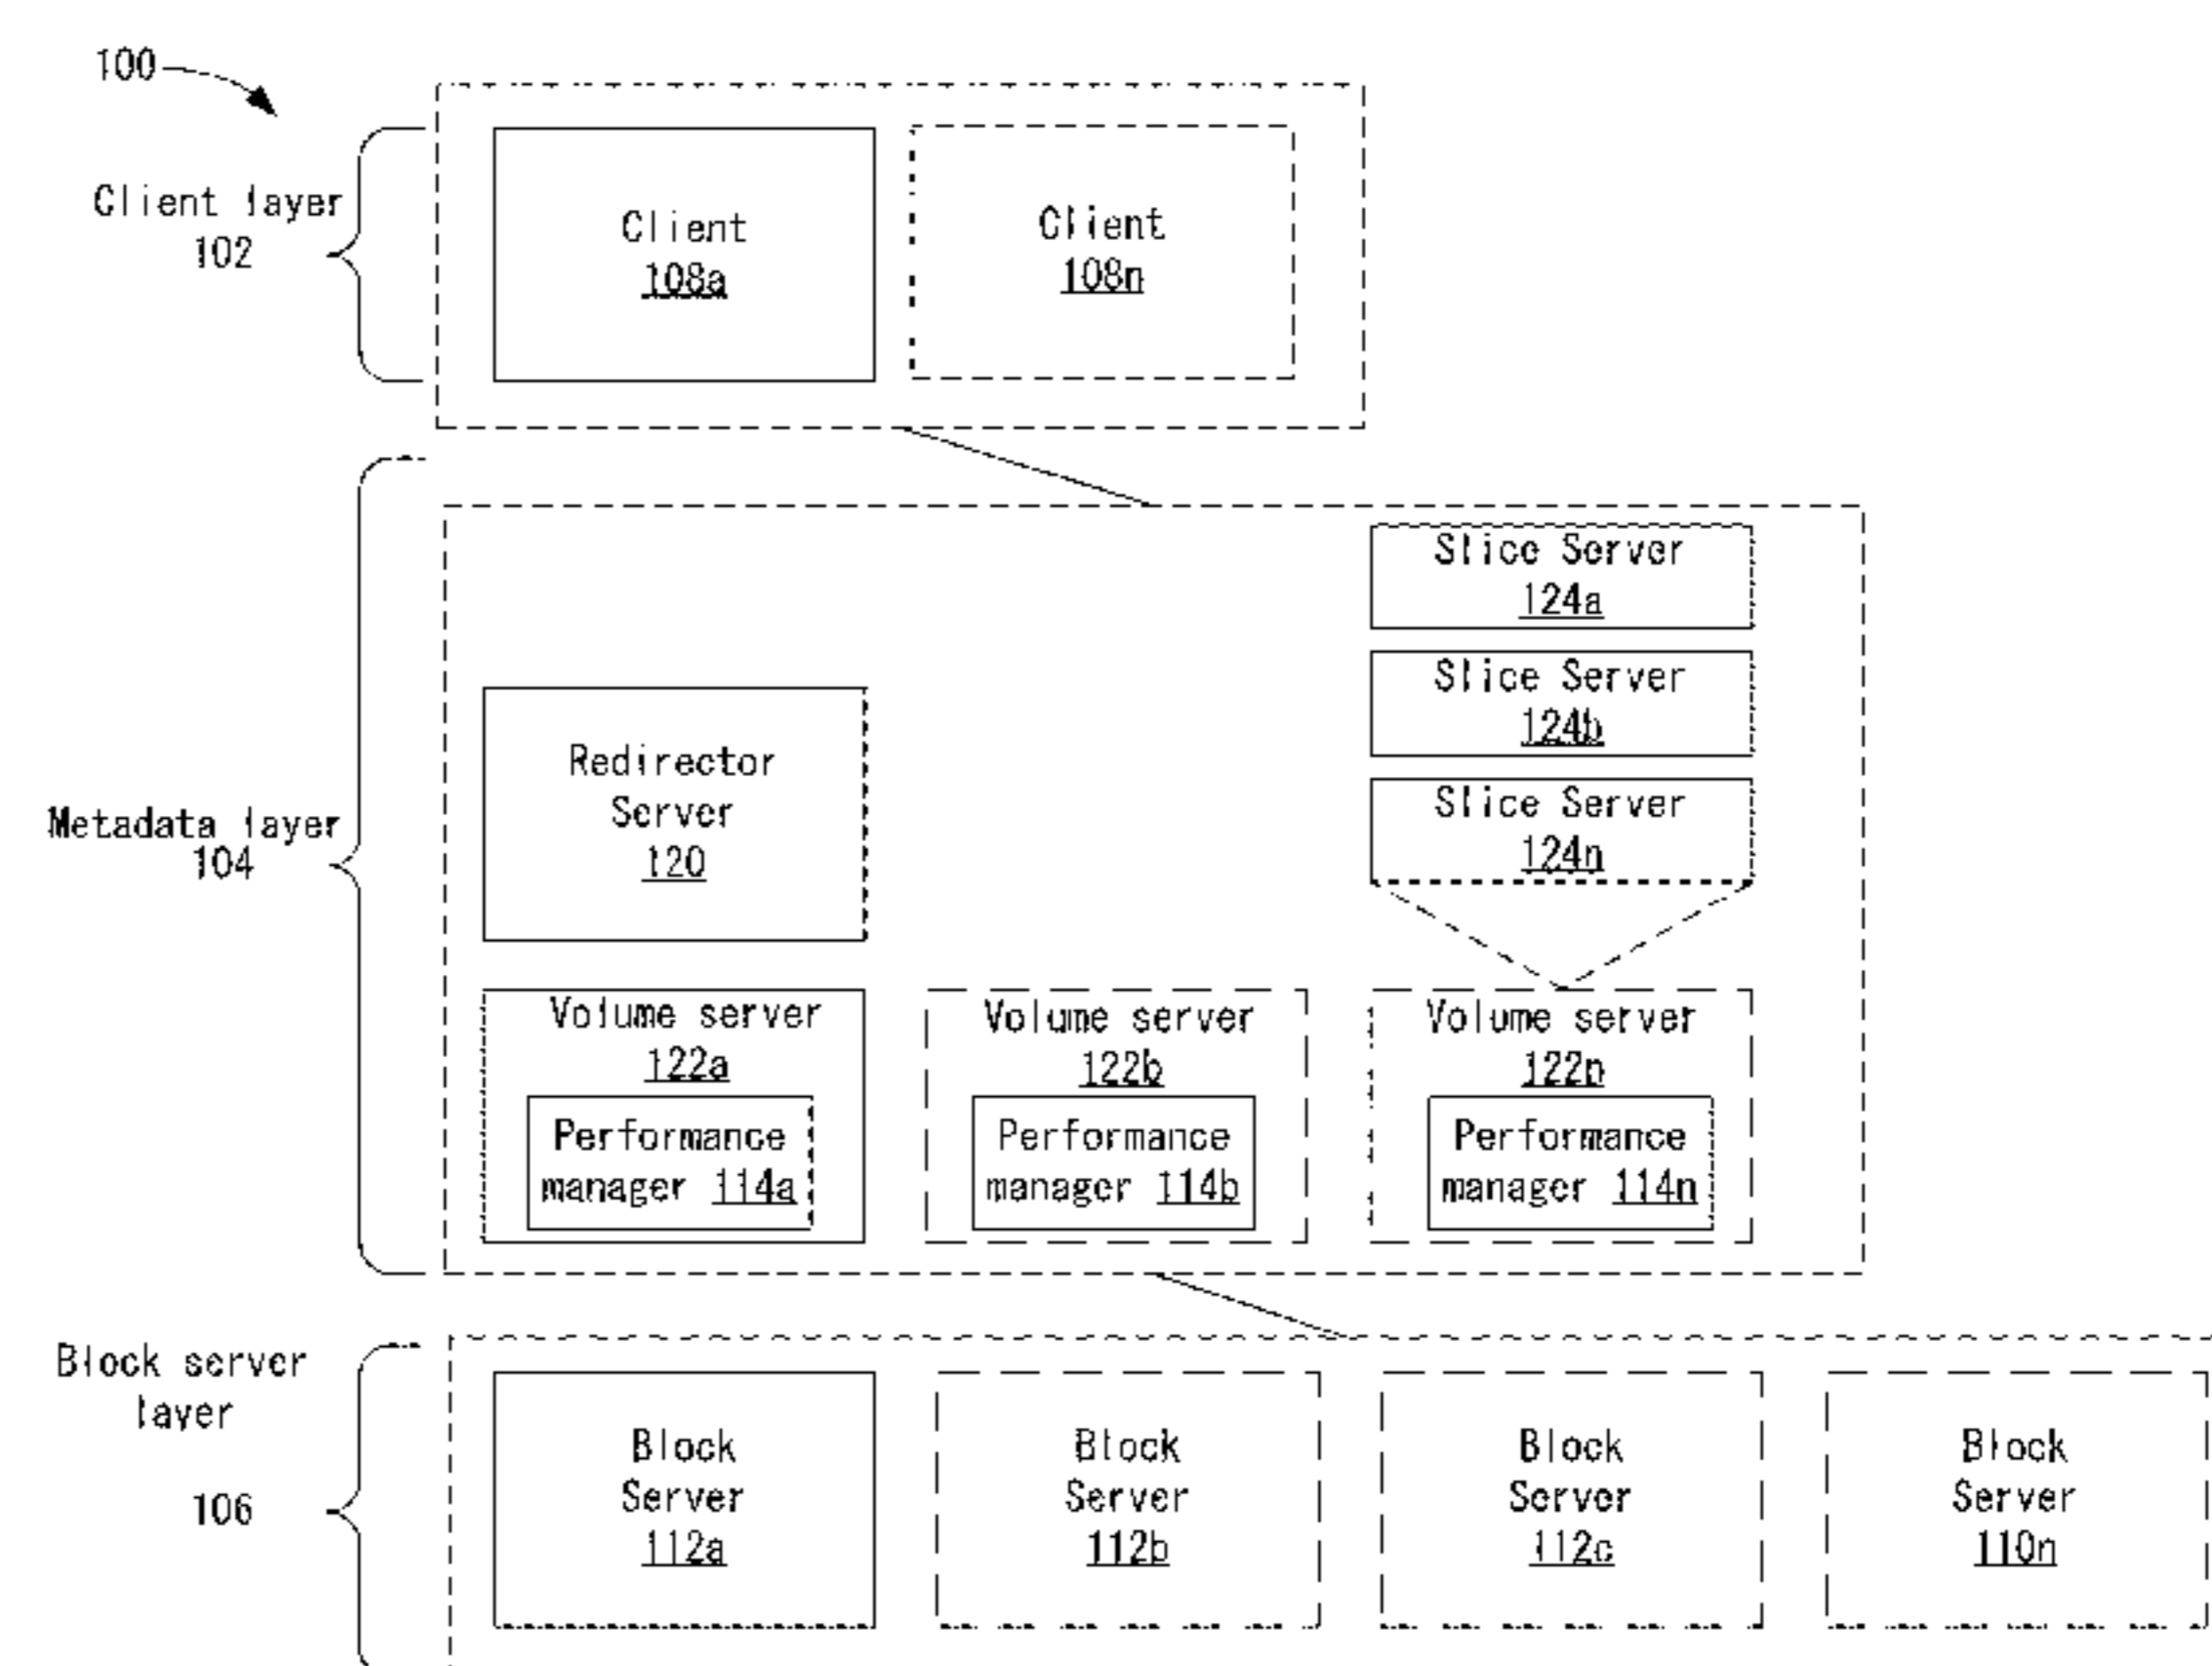 100
Client layer
102
Client
108a
Client
108n
Metadata layer
104
Slice Server
124a
Slice Server
124b
Slice Server
124n
Redirector
Server
120
Volume server
122a
Performance
manager 114a
Volume server
122b
Performance
manager 114b
Volume server
122n
Performance
manager 114n
Block server
layer
106
Block
Server
112a
Block
Server
112b
Block
Server
112c
Block
Server
110n